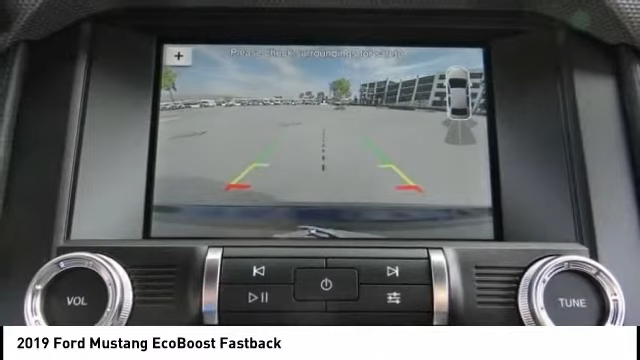 +
Please check surroundings for safety
VOL
TUNE
2019 Ford Mustang EcoBoost Fastback